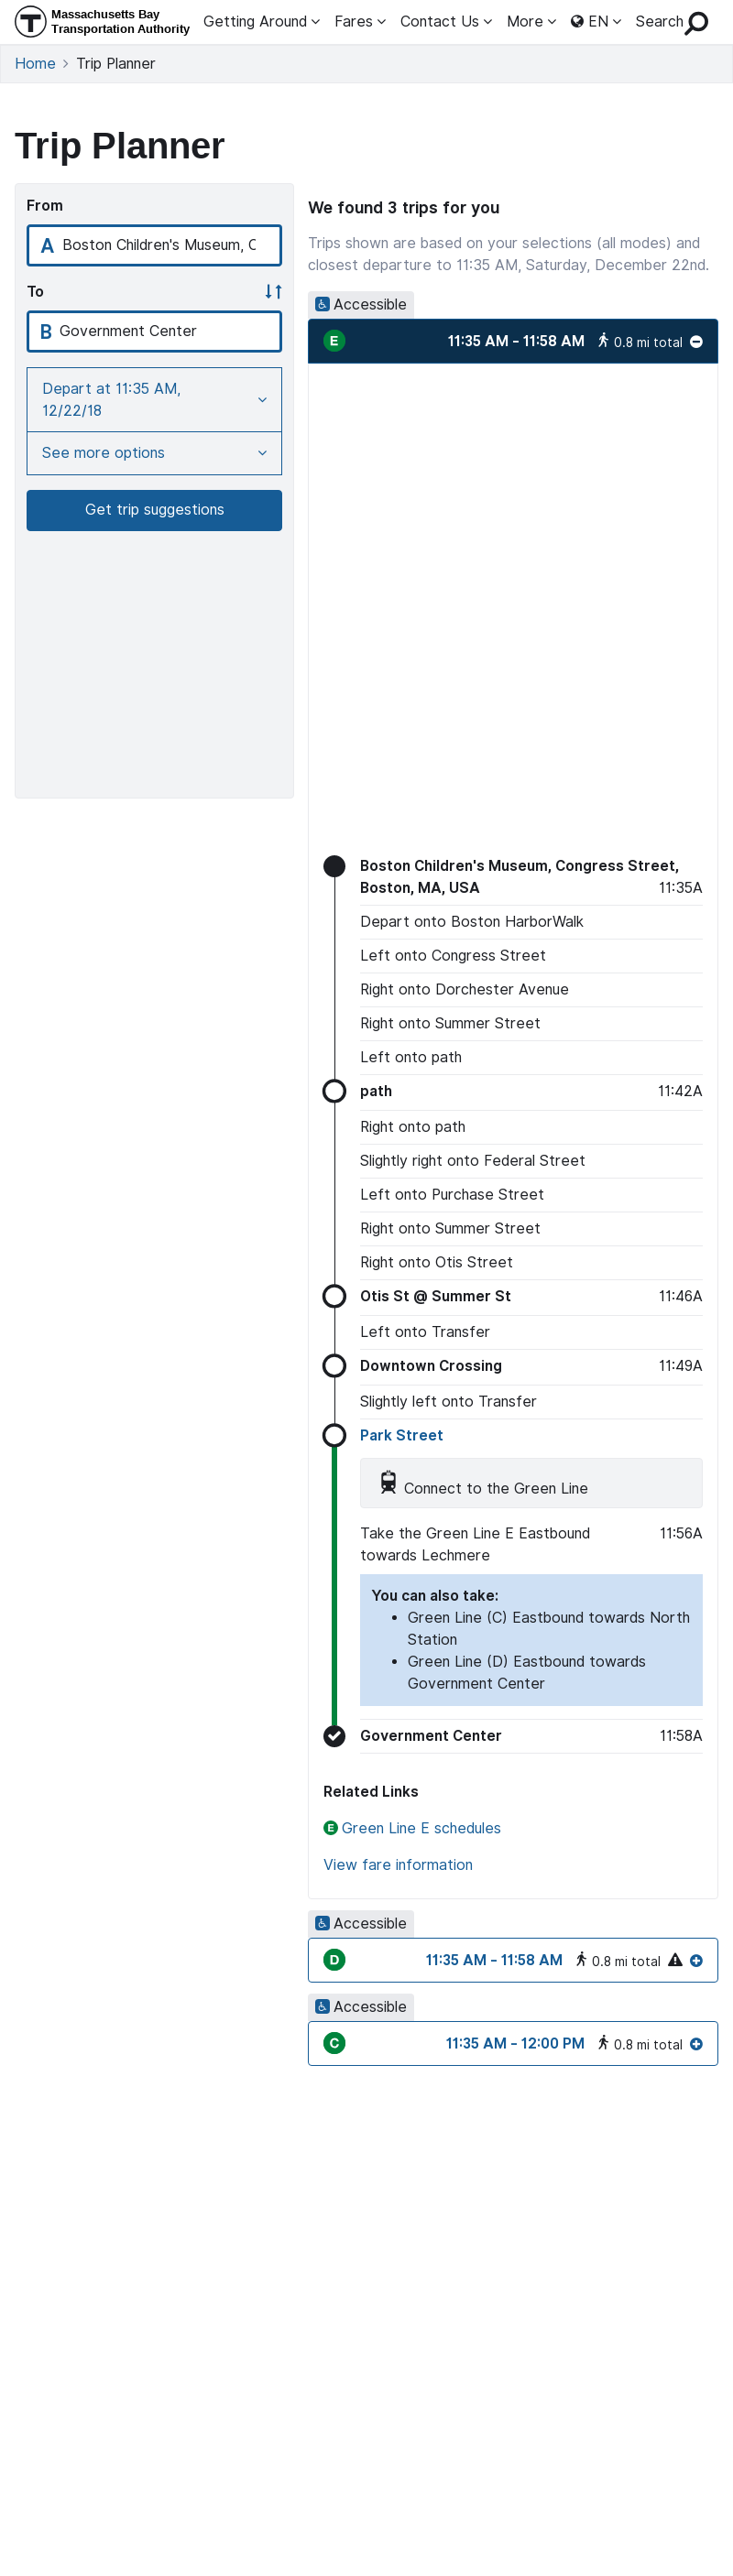 Massachusetts Bay
Transportation Authority
Getting Around
Fares
Contact Us
More
EN
Search
Home
Trip Planner
Trip Planner
From
A Boston Children's Museum, C
To
B Government Center
Depart at 11:35 AM,
12/22/18
See more options
Get trip suggestions
We found 3 trips for you
Trips shown are based on your selections (all modes) and
closest departure to 11:35 AM, Saturday, December 22nd.
Accessible
E 11:35 AM - 11:58 AM 0.8 mi total
Boston Children's Museum, Congress Street,
Boston, MA, USA 11:35A
Depart onto Boston HarborWalk
Left onto Congress Street
Right onto Dorchester Avenue
Right onto Summer Street
Left onto path
path 11:42A
Right onto path
Slightly right onto Federal Street
Left onto Purchase Street
Right onto Summer Street
Right onto Otis Street
Otis St @ Summer St 11:46A
Left onto Transfer
Downtown Crossing 11:49A
Slightly left onto Transfer
Park Street
Connect to the Green Line
Take the Green Line E Eastbound 11:56A
towards Lechmere
You can also take:
• Green Line (C) Eastbound towards North
Station
• Green Line (D) Eastbound towards
Government Center
Government Center 11:58A
Related Links
E Green Line E schedules
View fare information
Accessible
D 11:35 AM - 11:58 AM 0.8 mi total
Accessible
C 11:35 AM - 12:00 PM 0.8 mi total